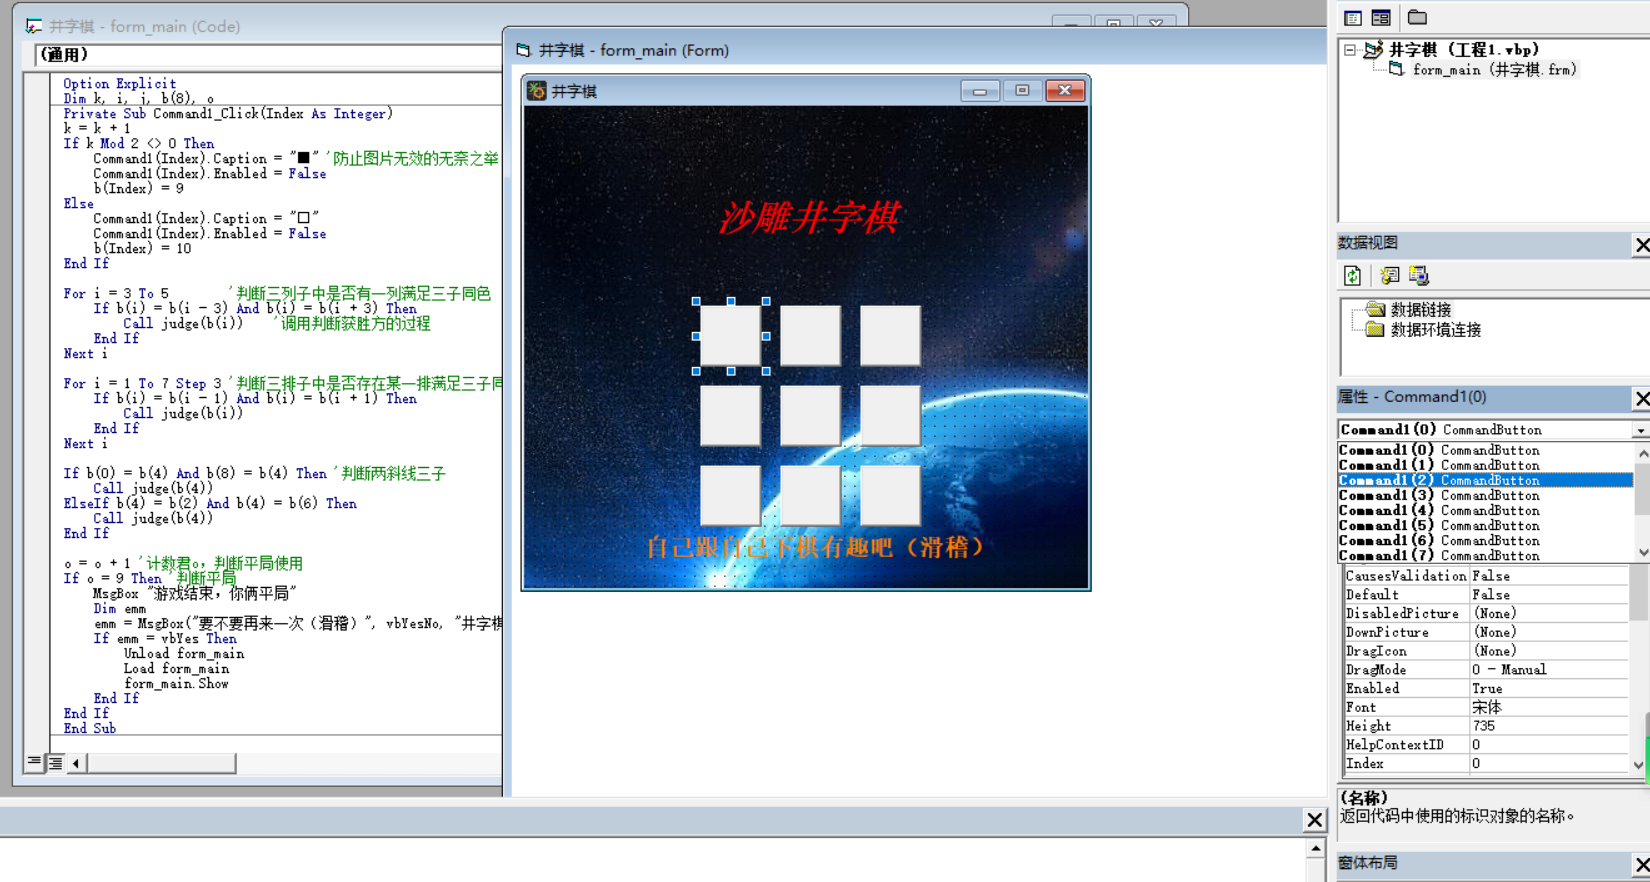 井字棋 - form_main (Code)
(通用)
Option Explicit
Dim k, i, j, b(8), o
Private Sub Command1_Click(Index As Integer)
k = k + 1
If k Mod 2 <> 0 Then
Command1(Index).Caption = "■" '防止图片无效的无奈之举
Command1(Index).Enabled = False
b(Index) = 9
Else
Command1(Index).Caption = "□"
Command1(Index).Enabled = False
b(Index) = 10
End If
For i = 3 To 5 '判断三列子中是否有一列满足三子同色
If b(i) = b(i - 3) And b(i) = b(i + 3) Then
Call judge(b(i)) '调用判断获胜方的过程
End If
Next i
For i = 1 To 7 Step 3 '判断三排子中是否存在某一排满足三子同
If b(i) = b(i - 1) And b(i) = b(i + 1) Then
Call judge(b(i))
End If
Next i
If b(0) = b(4) And b(8) = b(4) Then '判断两斜线三子
Call judge(b(4))
ElseIf b(4) = b(2) And b(4) = b(6) Then
Call judge(b(4))
End If
o = o + 1 '计数君o，判断平局使用
If o = 9 Then '判断平局
MsgBox "游戏结束，你俩平局"
Dim emm
emm = MsgBox("要不要再来一次（滑稽）", vbYesNo, "井字棋
If emm = vbYes Then
Unload form_main
Load form_main
form_main.Show
End If
End If
End Sub
井字棋 - form_main (Form)
井字棋
沙雕井字棋
自己跟自己下棋有趣吧（滑稽）
井字棋 (工程1.vbp)
form_main (井字棋.frm)
数据视图
数据链接
数据环境连接
属性 - Command1(0)
Command1(0) CommandButton
Command1(0) CommandButton
Command1(1) CommandButton
Command1(2) CommandButton
Command1(3) CommandButton
Command1(4) CommandButton
Command1(5) CommandButton
Command1(6) CommandButton
Command1(7) CommandButton
CausesValidation False
Default False
DisabledPicture (None)
DownPicture (None)
DragIcon (None)
DragMode 0 - Manual
Enabled True
Font 宋体
Height 735
HelpContextID 0
Index 0
(名称)
返回代码中使用的标识对象的名称。
窗体布局